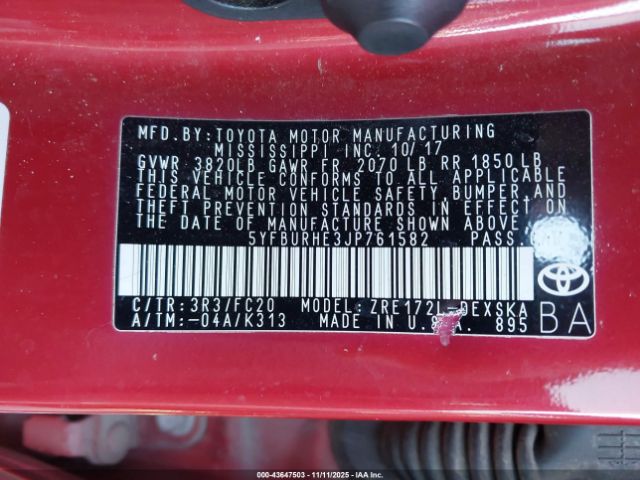 MFD.BY:TOYOTA MOTOR MANUFACTURING
MISSISSIPPI INC.10/17
GVWR 3820LB GAWR FR 2070 LB RR 1850 LB
THIS VEHICLE CONFORMS TO ALL APPLICABLE
FEDERAL MOTOR VEHICLE SAFETY, BUMPER AND
THEFT PREVENTION STANDARDS IN EFFECT ON
THE DATE OF MANUFACTURE SHOWN ABOVE.
5YFBURHE3JP761582 PASS
C/TR:3R3/FC20 MODEL: ZRE172L-DEXSKA
A/TM:-04A/K313 MADE IN U.S.A. 895
BA
000-43647503 - 11/11/2025 - IAA Inc.